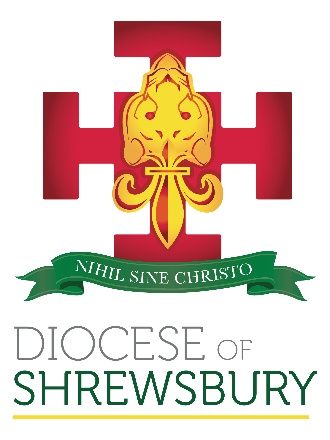 NIHIL SINE CHRISTO
DIOCESE OF
SHREWSBURY